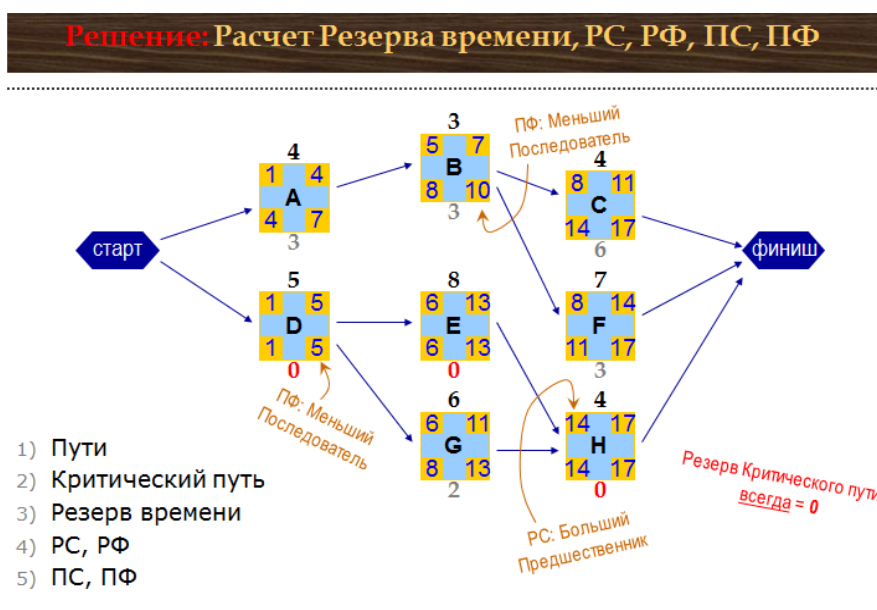 Решение: Расчет Резерва времени, РС, РФ, ПС, ПФ
3
ПФ: Меньший
Последователь
4
5 7
B
8 10
3
4
1 4
A
4 7
3
8 11
C
14 17
6
старт
финиш
5
1 5
D
1 5
0
8
6 13
E
6 13
0
7
8 14
F
11 17
3
ПФ: Меньший
Последователь
6
6 11
G
8 13
2
4
14 17
H
14 17
0
РС: Больший
Предшественник
Резерв Критического пути
всегда = 0
1) Пути
2) Критический путь
3) Резерв времени
4) РС, РФ
5) ПС, ПФ